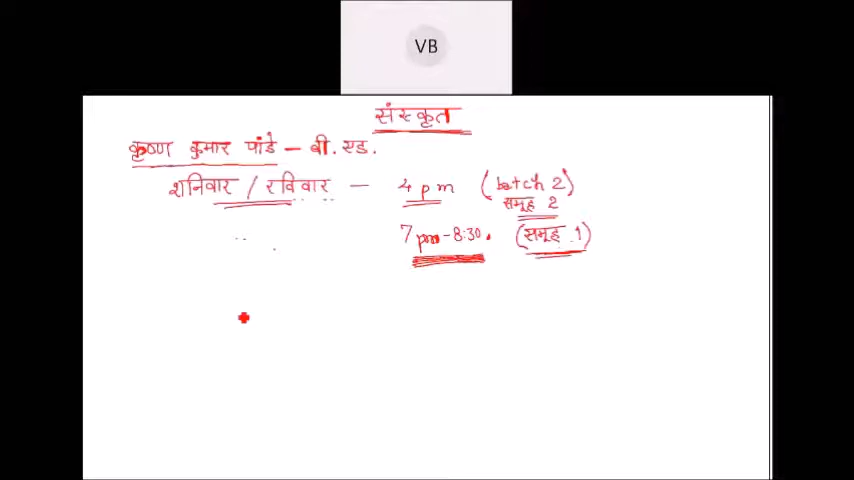 VB
संस्कृत
कृष्ण कुमार पांडे - बी. एड.
शनिवार / रविवार - 4 pm (batch 2)
समूह 2
7 pm - 8:30. (समूह 1)